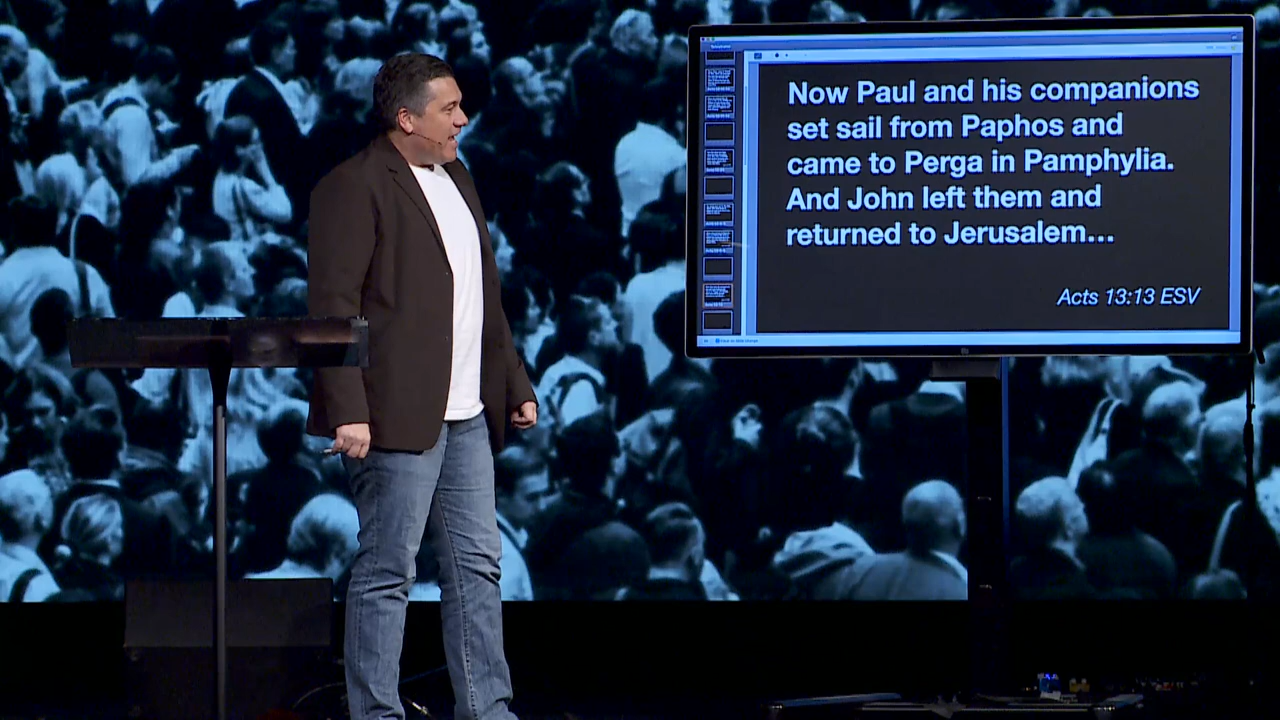 Now Paul and his companions
set sail from Paphos and
came to Perga in Pamphylia.
And John left them and
returned to Jerusalem...
Acts 13:13 ESV